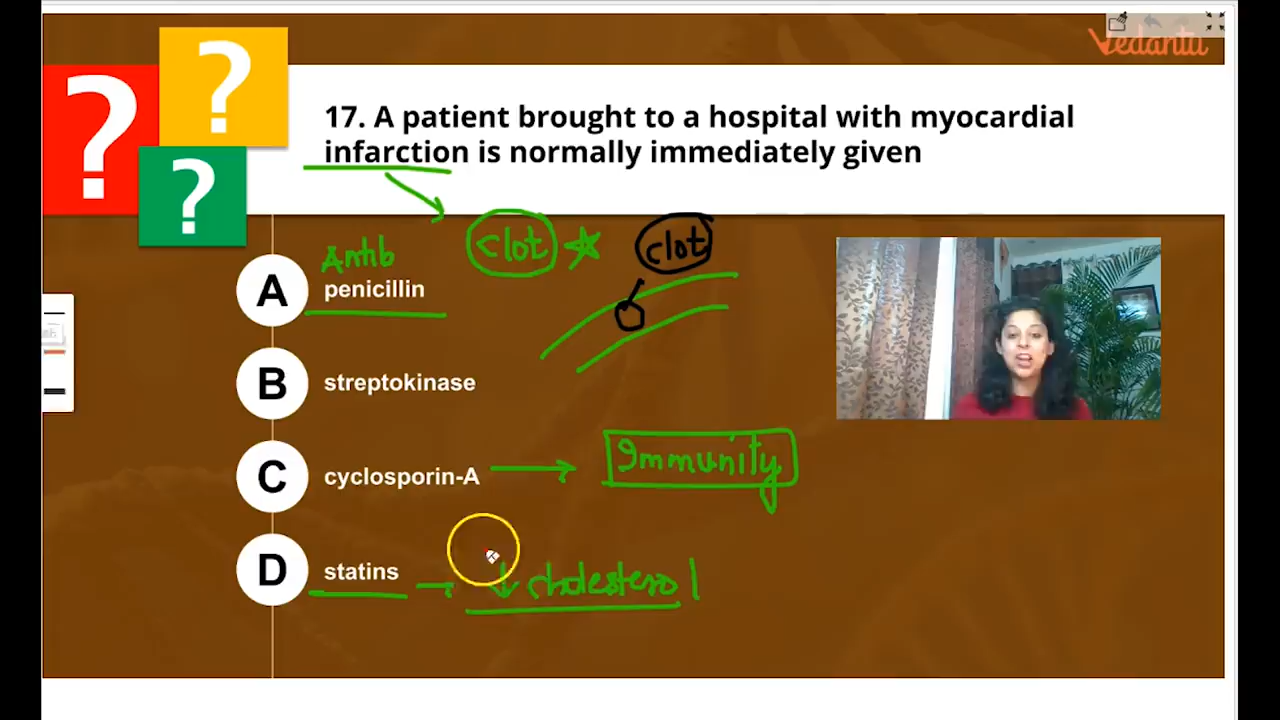 Vedantu
17. A patient brought to a hospital with myocardial
infarction is normally immediately given
clot
clot
Antib
A penicillin
B streptokinase
C cyclosporin-A
Immunity
D statins
↓ cholesterol